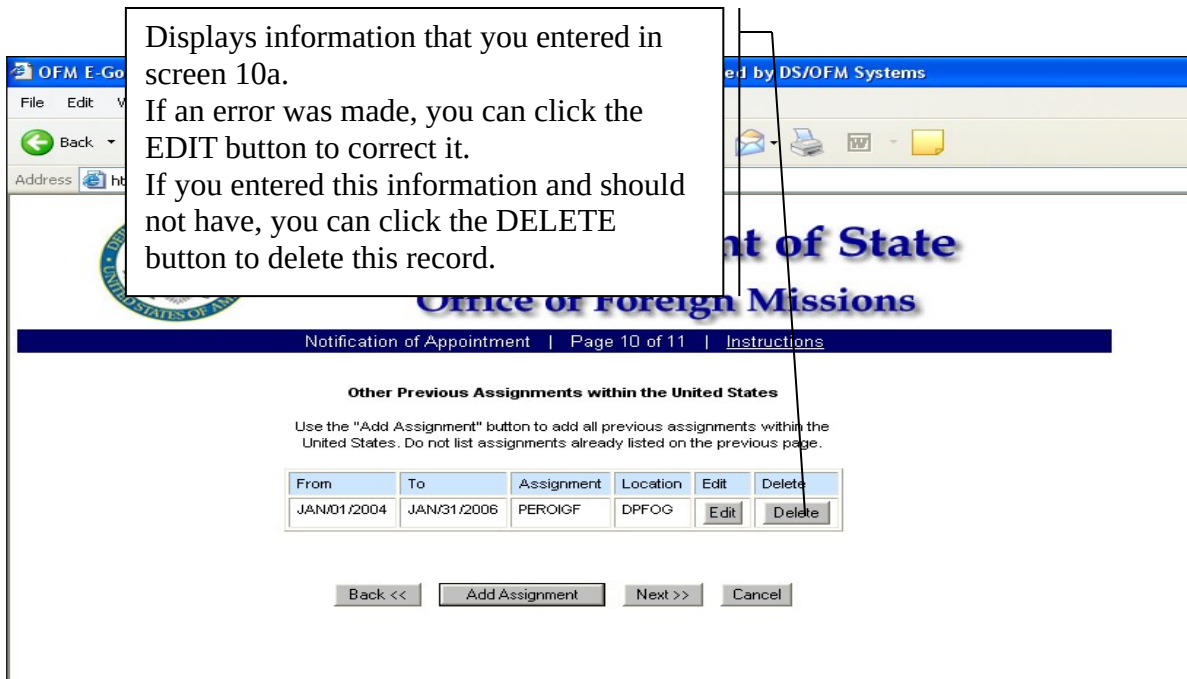 Displays information that you entered in
screen 10a.
If an error was made, you can click the
EDIT button to correct it.
If you entered this information and should
not have, you can click the DELETE
button to delete this record.
OFM E-Go ed by DS/OFM Systems
File Edit
Back
Address
of State
Office of Foreign Missions
Notification of Appointment | Page 10 of 11 | Instructions
Other Previous Assignments within the United States
Use the "Add Assignment" button to add all previous assignments within the
United States. Do not list assignments already listed on the previous page.
From To Assignment Location Edit Delete
JAN/01/2004 JAN/31/2006 PEROIGF DPFOG Edit Delete
Back << Add Assignment Next >> Cancel